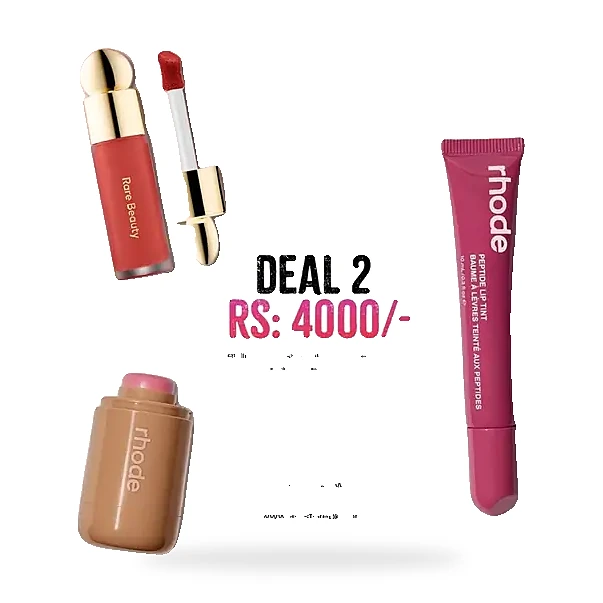 Rare Beauty
DEAL 2
RS: 4000/-
rhode
PEPTIDE LIP TINT
BAUME À LÈVRES TEINTÉ AUX PEPTIDES
rhode